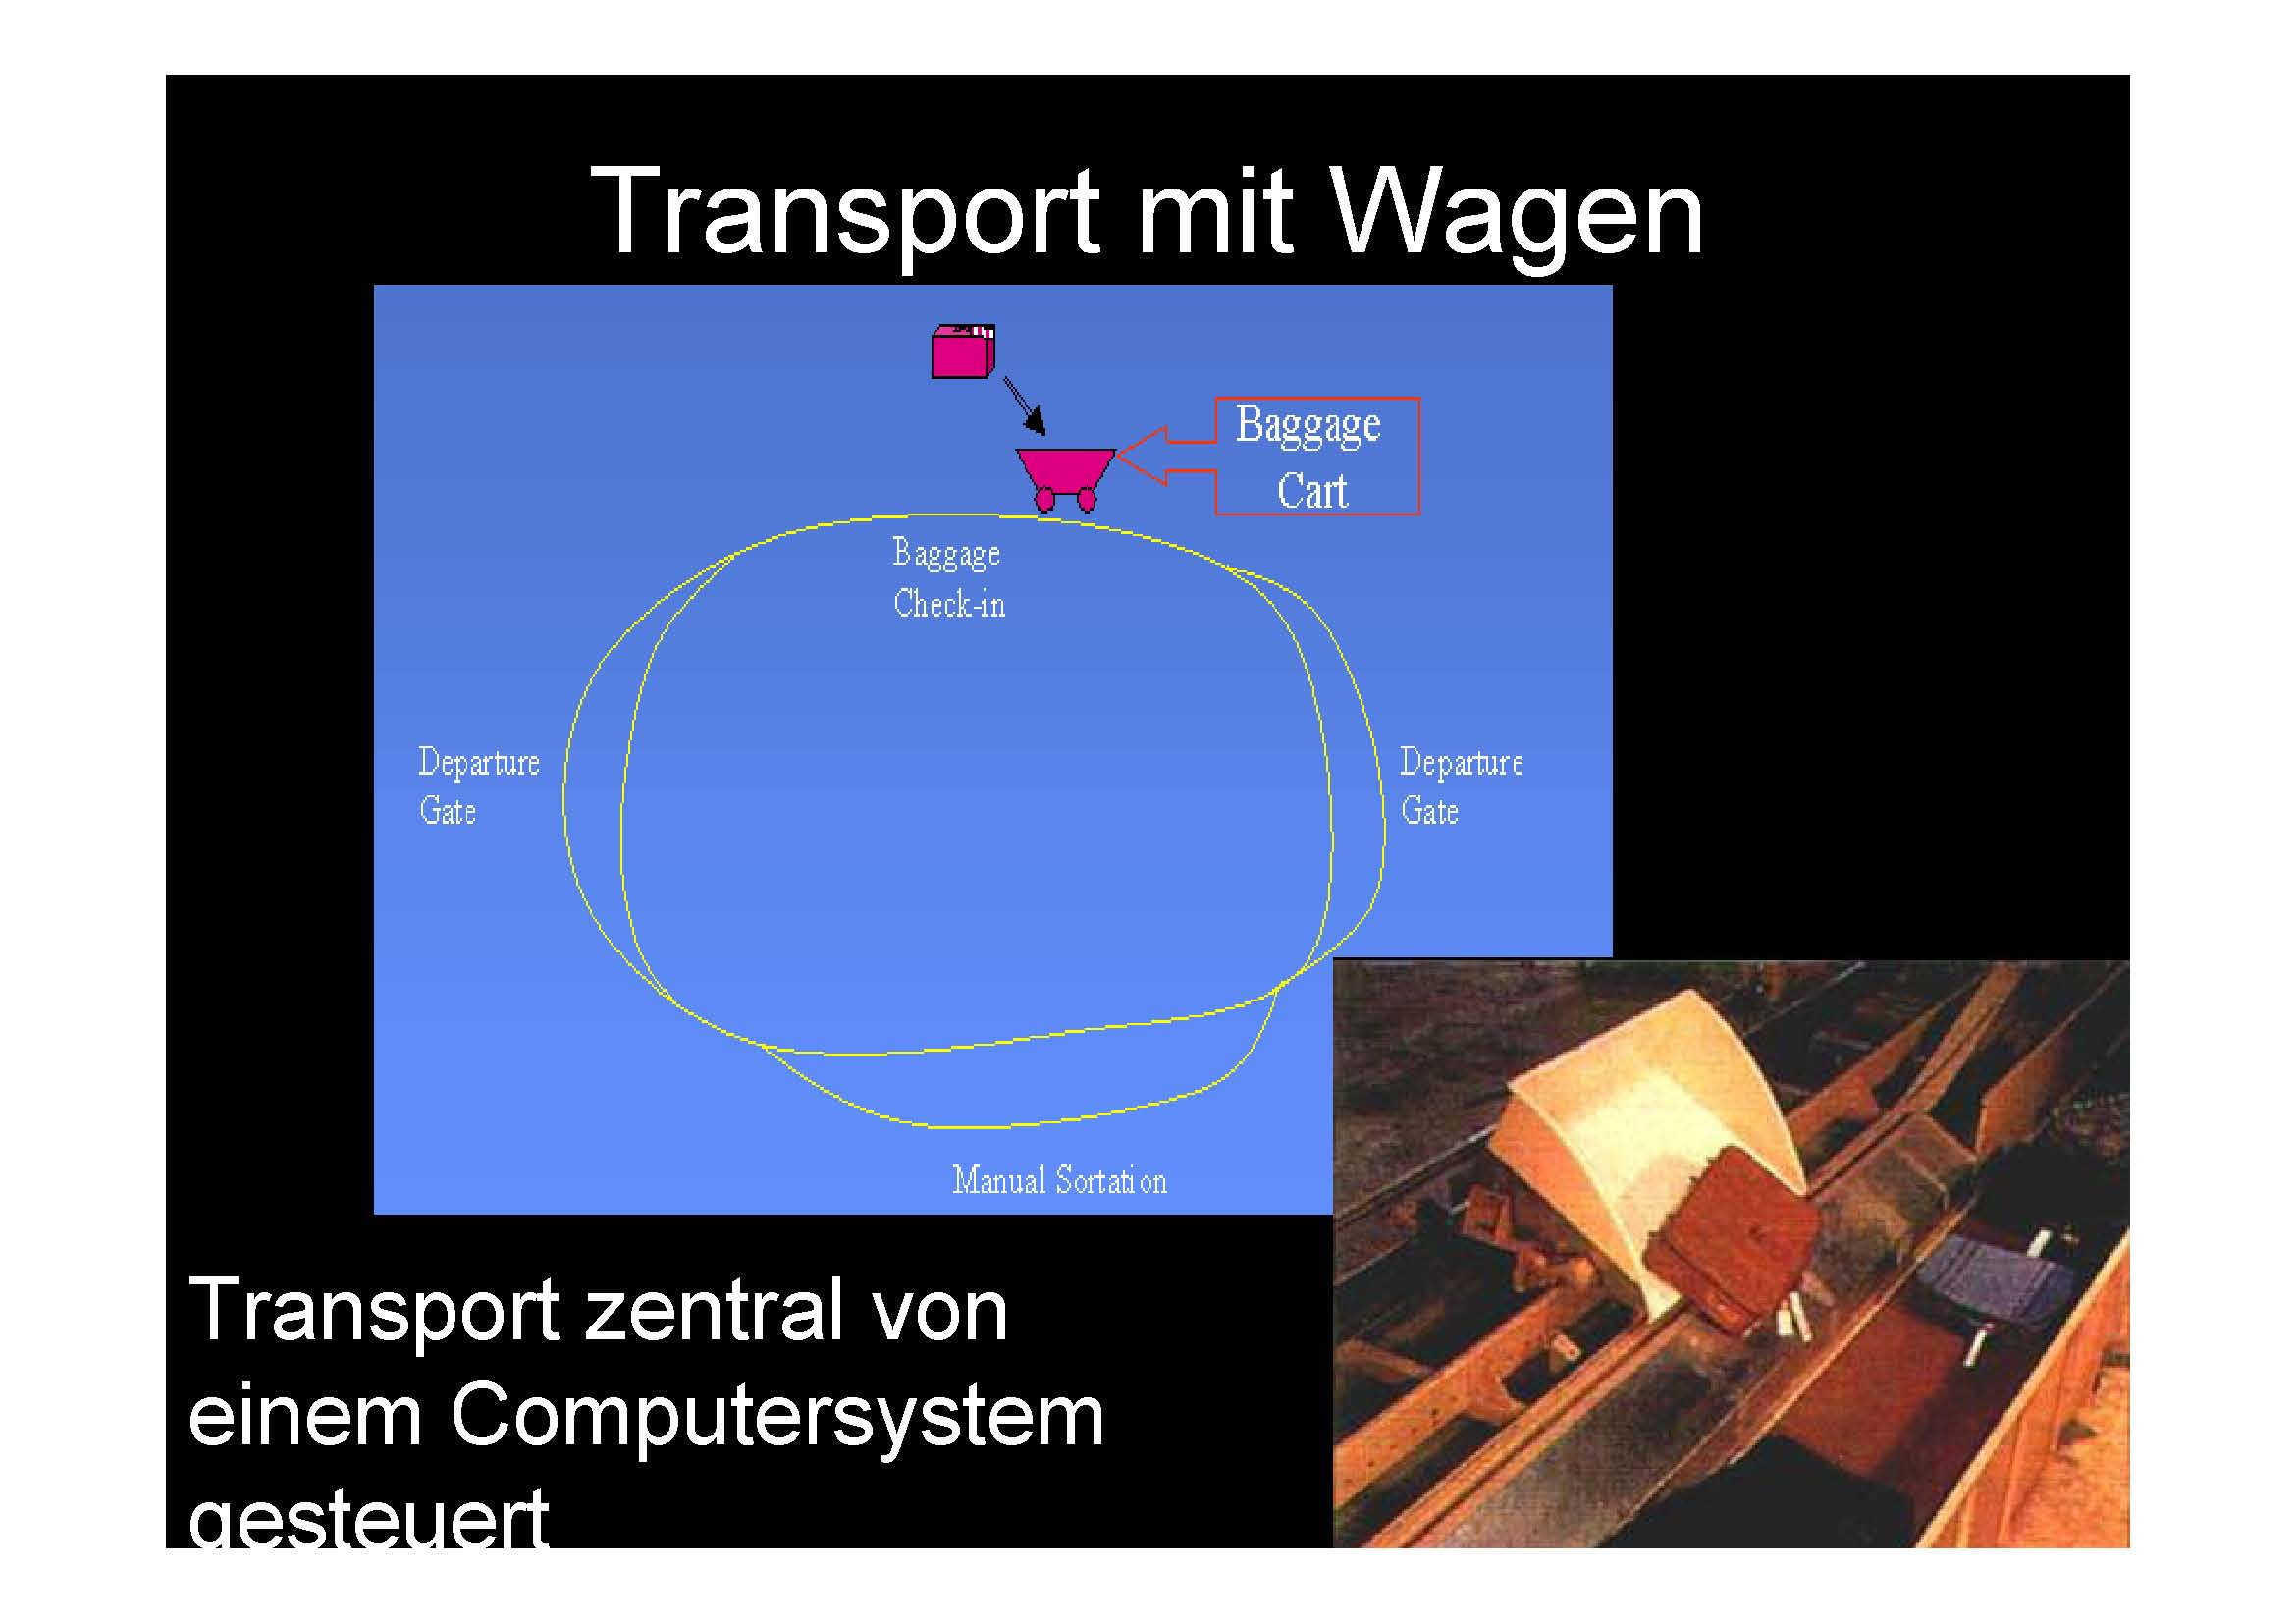 Transport mit Wagen
Baggage
Cart
Baggage
Check-in
Departure
Gate
Departure
Gate
Manual Sortation
Transport zentral von
einem Computersystem
gesteuert